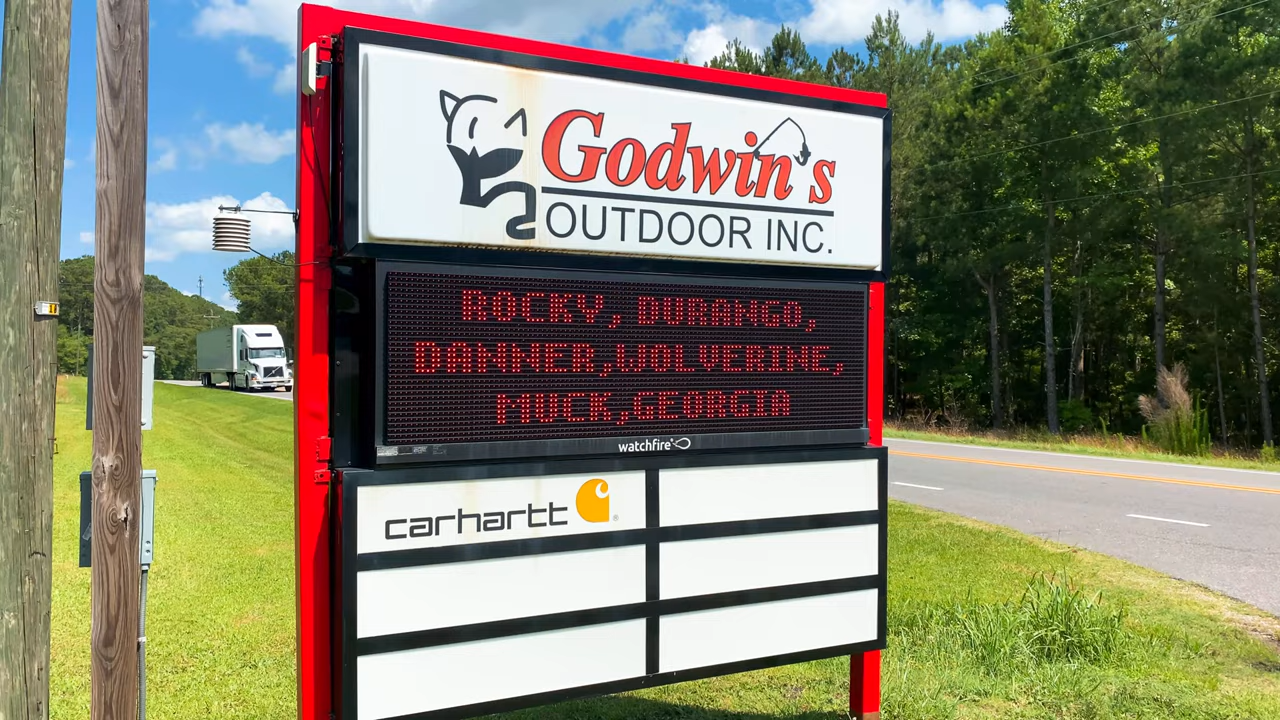 Godwin's
OUTDOOR INC.
ROCKY, DURANGO,
DANNER,WOLVERINE,
MUCK,GEORGIA
watchfire
carhartt